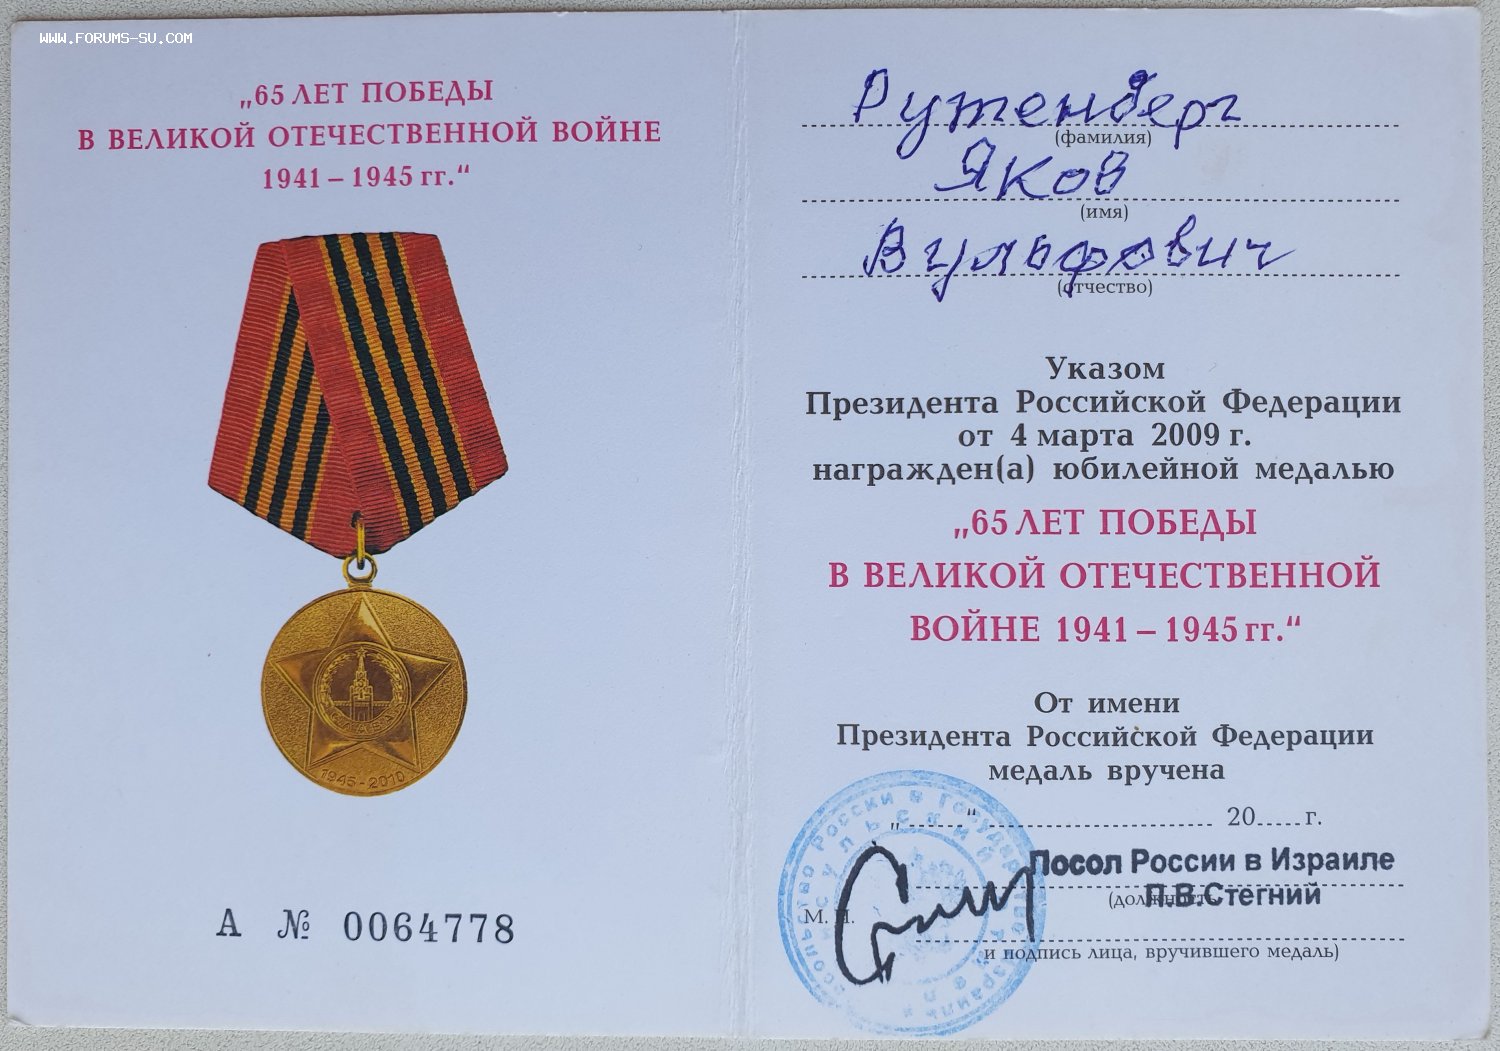 www.forums-su.com
„65 ЛЕТ ПОБЕДЫ
В ВЕЛИКОЙ ОТЕЧЕСТВЕННОЙ ВОЙНЕ
1941 – 1945 гг.“
1945-2010
А № 0064778
Рутенберг
(фамилия)
Яков
(имя)
Вульфович
(отчество)
Указом
Президента Российской Федерации
от 4 марта 2009 г.
награжден(а) юбилейной медалью
„65 ЛЕТ ПОБЕДЫ
В ВЕЛИКОЙ ОТЕЧЕСТВЕННОЙ
ВОЙНЕ 1941 – 1945 гг.“
От имени
Президента Российской Федерации
медаль вручена
„.......“ .............................. 20.....г.
Посол России в Израиле
П.В.Стегний
(должность
М. П.
и подпись лица, вручившего медаль)